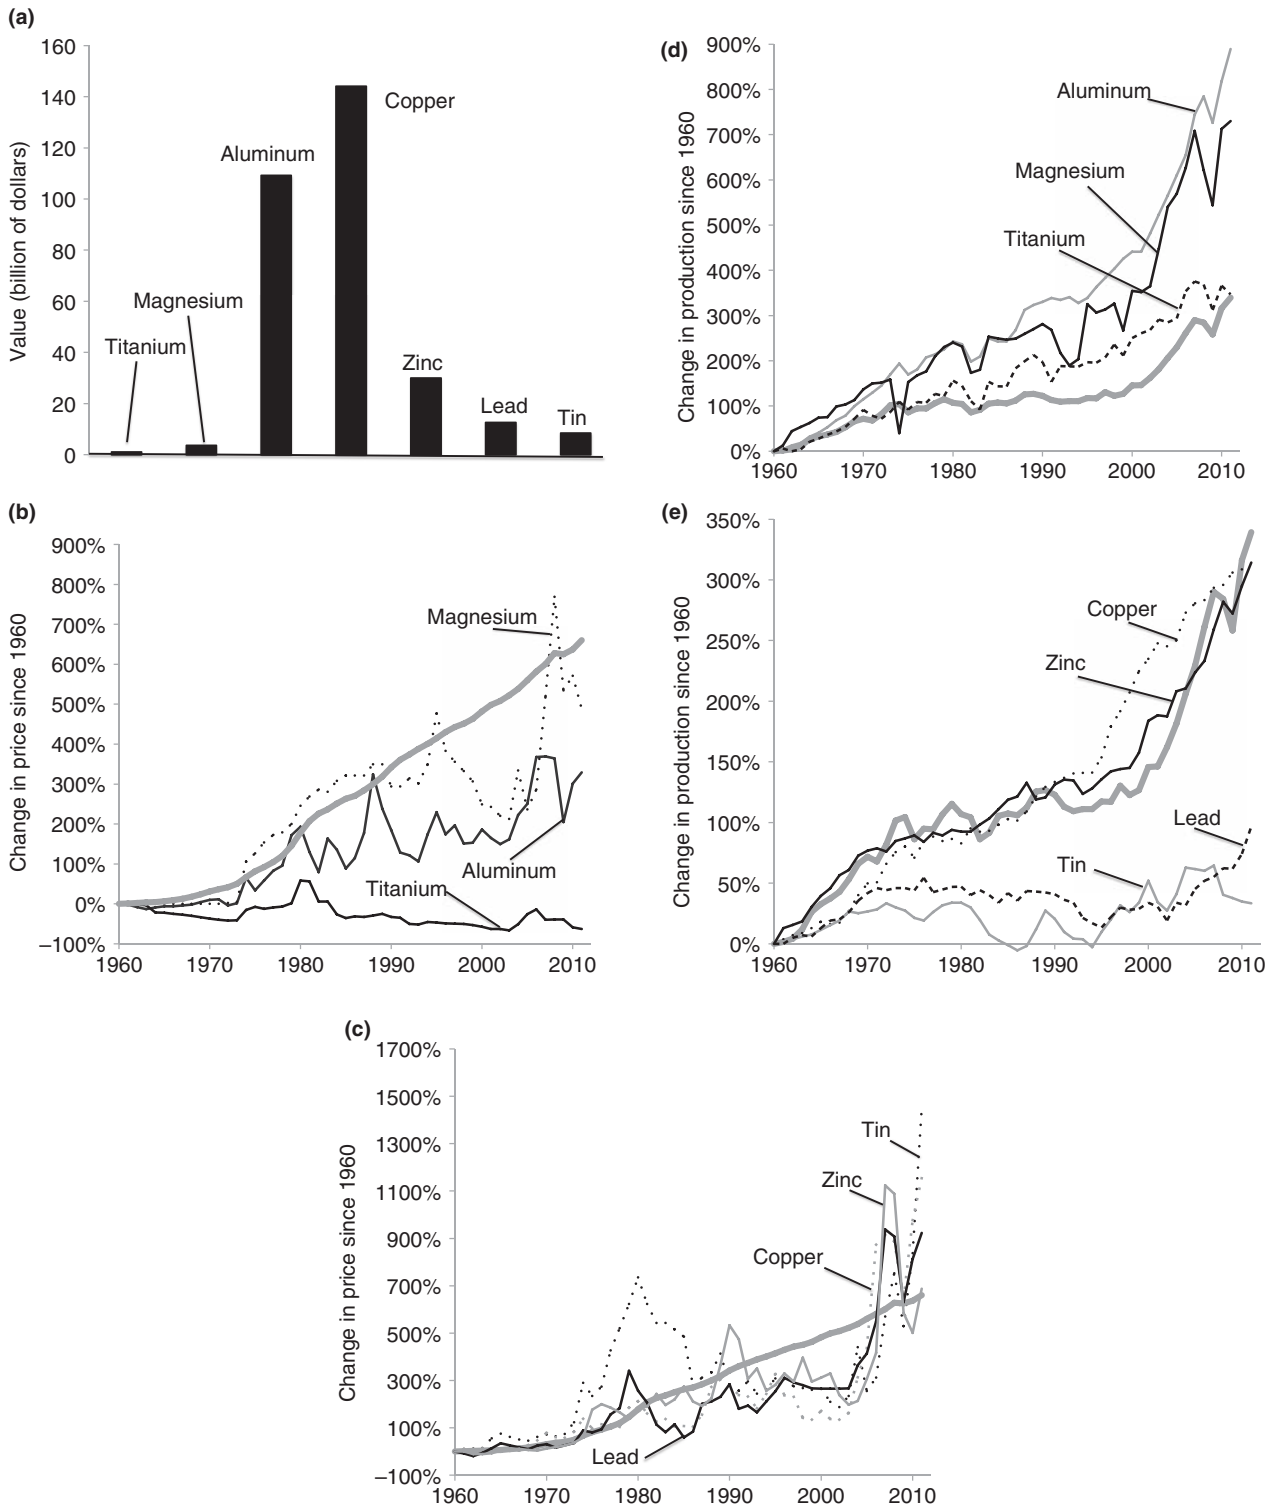 (a)
160
140
120
100
80
60
40
20
0
Value (billion of dollars)
Titanium
Magnesium
Aluminum
Copper
Zinc
Lead
Tin
(d)
900%
800%
700%
600%
500%
400%
300%
200%
100%
0%
Change in production since 1960
Aluminum
Magnesium
Titanium
1960 1970 1980 1990 2000 2010
(b)
900%
800%
700%
600%
500%
400%
300%
200%
100%
0%
–100%
Change in price since 1960
Magnesium
Aluminum
Titanium
1960 1970 1980 1990 2000 2010
(e)
350%
300%
250%
200%
150%
100%
50%
0%
Change in production since 1960
Copper
Zinc
Lead
Tin
1960 1970 1980 1990 2000 2010
(c)
1700%
1500%
1300%
1100%
900%
700%
500%
300%
100%
–100%
Change in price since 1960
Tin
Zinc
Copper
Lead
1960 1970 1980 1990 2000 2010